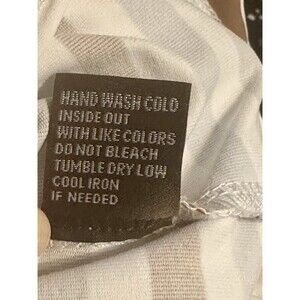 HAND WASH COLD
INSIDE OUT
WITH LIKE COLORS
DO NOT BLEACH
TUMBLE DRY LOW
COOL IRON
IF NEEDED